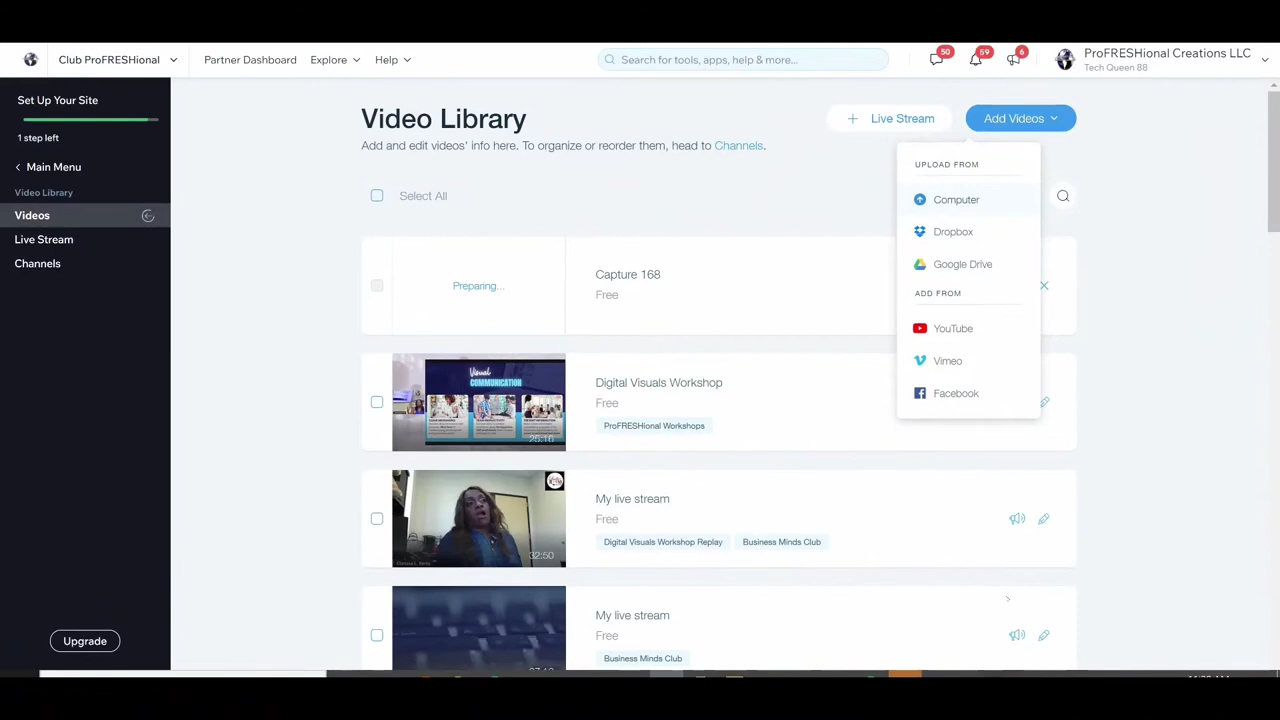 Club ProFRESHional
Partner Dashboard
Explore
Help
Search for tools, apps, help & more...
50
59
6
ProFRESHional Creations LLC
Tech Queen 88
Set Up Your Site
1 step left
Main Menu
Video Library
Videos
Live Stream
Channels
Upgrade
Video Library
Add and edit videos' info here. To organize or reorder them, head to Channels.
+ Live Stream
Add Videos
UPLOAD FROM
Computer
Dropbox
Google Drive
ADD FROM
YouTube
Vimeo
Facebook
Select All
Preparing...
Capture 168
Free
Visual
COMMUNICATION
25:16
Digital Visuals Workshop
Free
ProFRESHional Workshops
32:50
My live stream
Free
Digital Visuals Workshop Replay
Business Minds Club
My live stream
Free
Business Minds Club